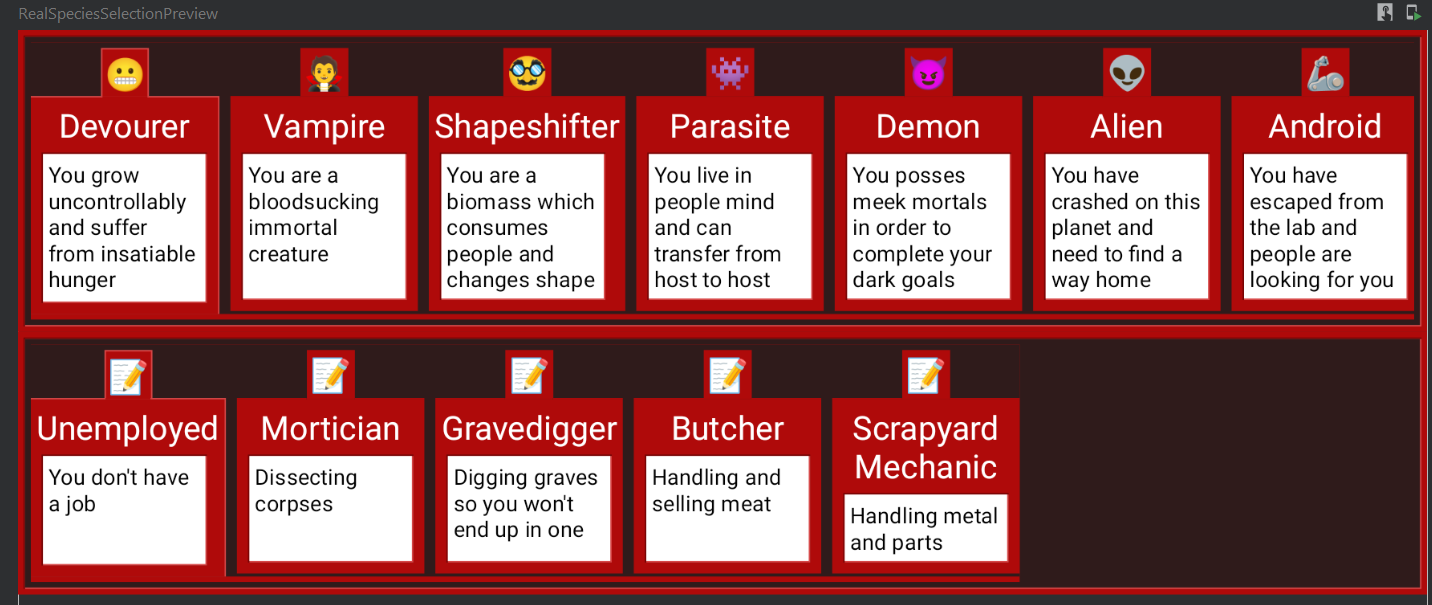 RealSpeciesSelectionPreview
Devourer
You grow
uncontrollably
and suffer
from insatiable
hunger
Vampire
You are a
bloodsucking
immortal
creature
Shapeshifter
You are a
biomass which
consumes
people and
changes shape
Parasite
You live in
people mind
and can
transfer from
host to host
Demon
You posses
meek mortals
in order to
complete your
dark goals
Alien
You have
crashed on this
planet and
need to find a
way home
Android
You have
escaped from
the lab and
people are
looking for you
Unemployed
You don't have
a job
Mortician
Dissecting
corpses
Gravedigger
Digging graves
so you won't
end up in one
Butcher
Handling and
selling meat
Scrapyard
Mechanic
Handling metal
and parts